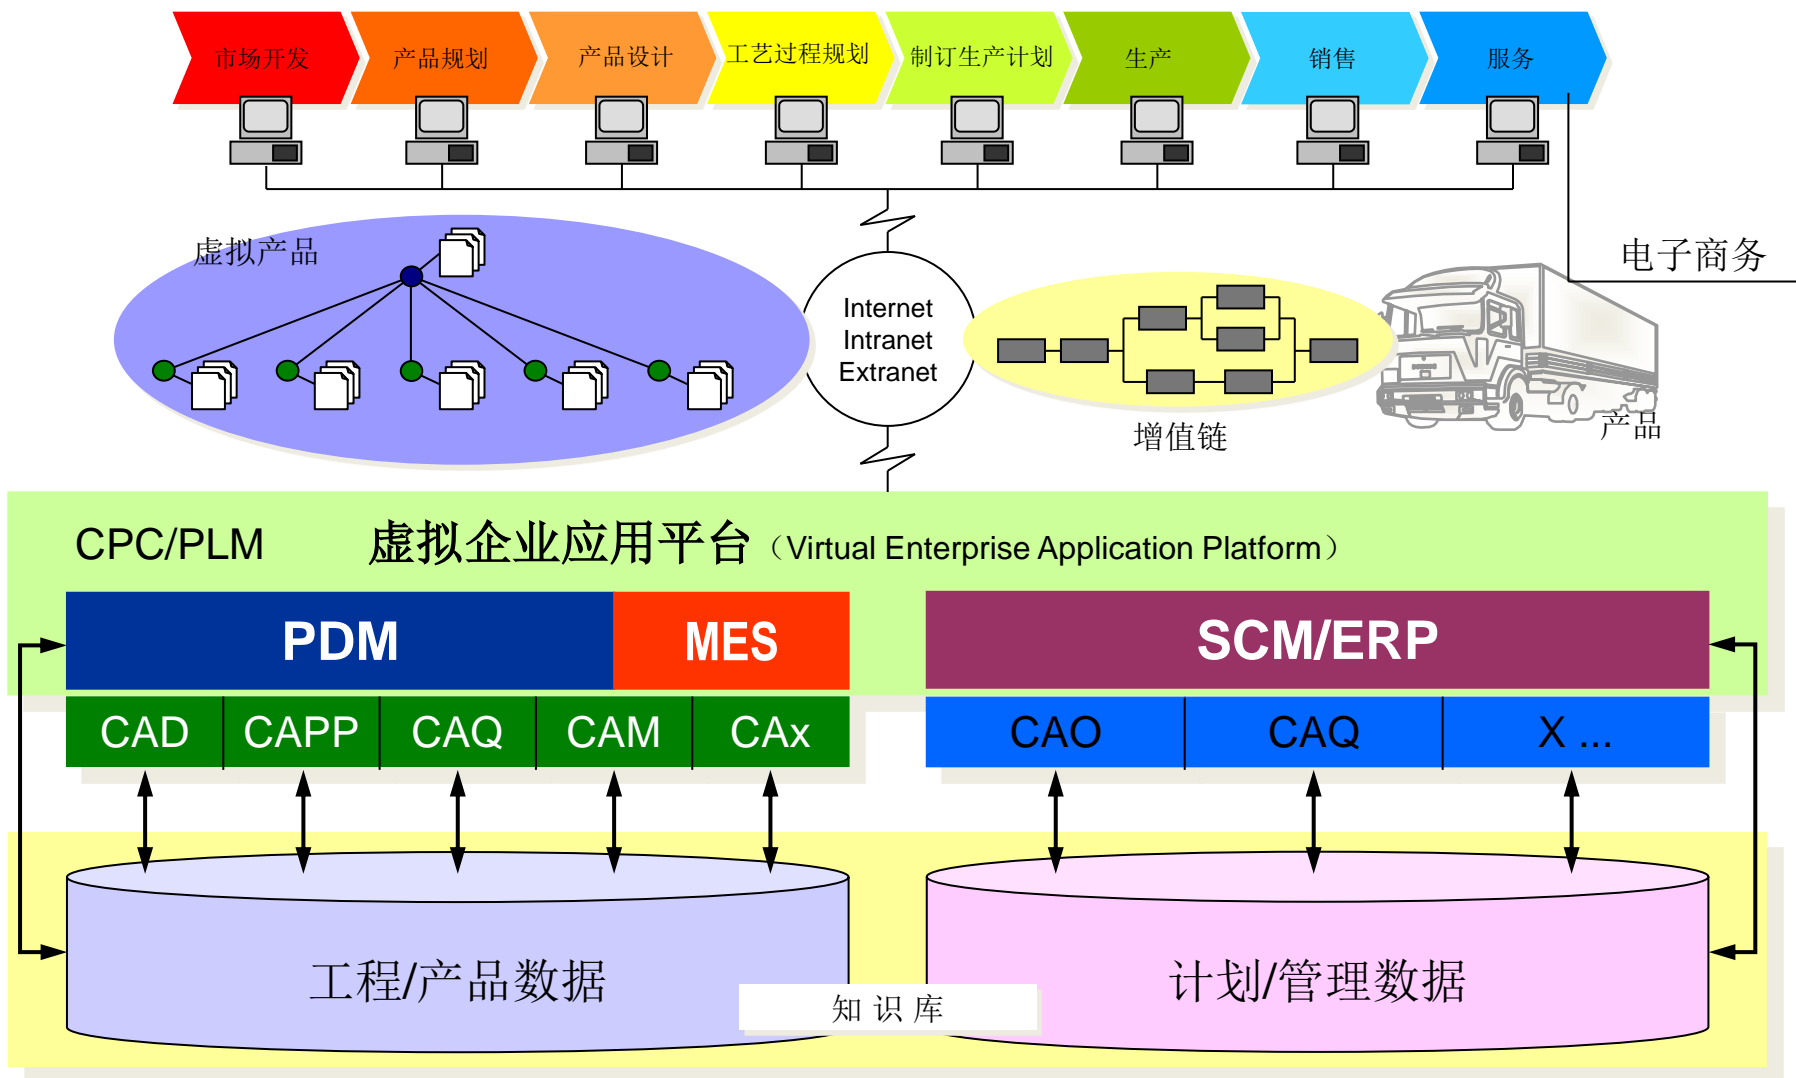 市场开发
产品规划
产品设计
工艺过程规划
制订生产计划
生产
销售
服务
虚拟产品
电子商务
Internet
Intranet
Extranet
增值链
产品
CPC/PLM 虚拟企业应用平台（Virtual Enterprise Application Platform）
PDM
MES
SCM/ERP
CAD
CAPP
CAQ
CAM
CAx
CAO
CAQ
X ...
工程/产品数据
计划/管理数据
知识库